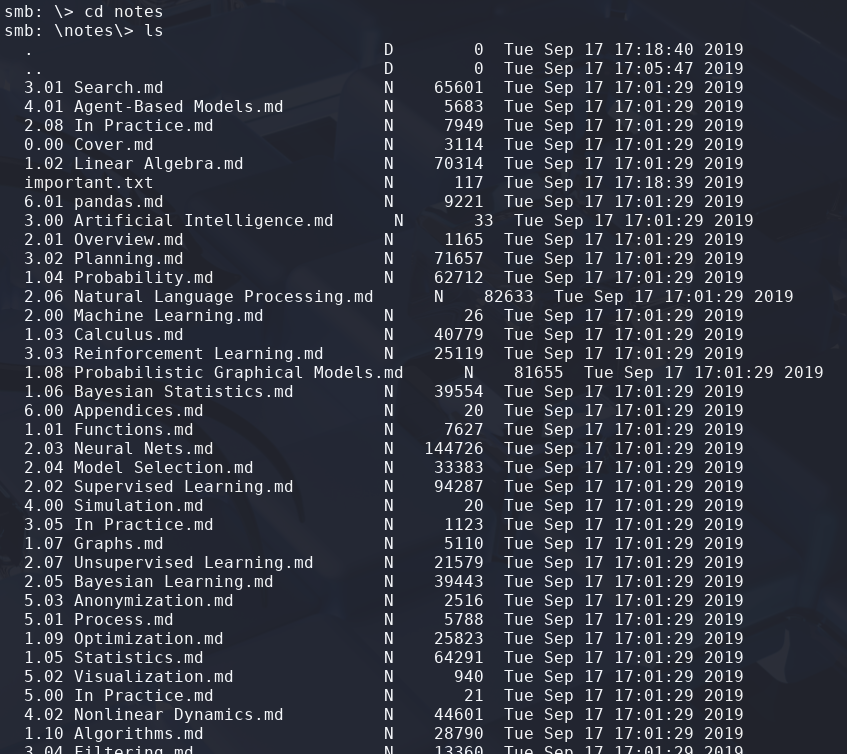 smb: \> cd notes
smb: \notes\> ls
. D 0 Tue Sep 17 17:18:40 2019
.. D 0 Tue Sep 17 17:05:47 2019
3.01 Search.md N 65601 Tue Sep 17 17:01:29 2019
4.01 Agent-Based Models.md N 5683 Tue Sep 17 17:01:29 2019
2.08 In Practice.md N 7949 Tue Sep 17 17:01:29 2019
0.00 Cover.md N 3114 Tue Sep 17 17:01:29 2019
1.02 Linear Algebra.md N 70314 Tue Sep 17 17:01:29 2019
important.txt N 117 Tue Sep 17 17:18:39 2019
6.01 pandas.md N 9221 Tue Sep 17 17:01:29 2019
3.00 Artificial Intelligence.md N 33 Tue Sep 17 17:01:29 2019
2.01 Overview.md N 1165 Tue Sep 17 17:01:29 2019
3.02 Planning.md N 71657 Tue Sep 17 17:01:29 2019
1.04 Probability.md N 62712 Tue Sep 17 17:01:29 2019
2.06 Natural Language Processing.md N 82633 Tue Sep 17 17:01:29 2019
2.00 Machine Learning.md N 26 Tue Sep 17 17:01:29 2019
1.03 Calculus.md N 40779 Tue Sep 17 17:01:29 2019
3.03 Reinforcement Learning.md N 25119 Tue Sep 17 17:01:29 2019
1.08 Probabilistic Graphical Models.md N 81655 Tue Sep 17 17:01:29 2019
1.06 Bayesian Statistics.md N 39554 Tue Sep 17 17:01:29 2019
6.00 Appendices.md N 20 Tue Sep 17 17:01:29 2019
1.01 Functions.md N 7627 Tue Sep 17 17:01:29 2019
2.03 Neural Nets.md N 144726 Tue Sep 17 17:01:29 2019
2.04 Model Selection.md N 33383 Tue Sep 17 17:01:29 2019
2.02 Supervised Learning.md N 94287 Tue Sep 17 17:01:29 2019
4.00 Simulation.md N 20 Tue Sep 17 17:01:29 2019
3.05 In Practice.md N 1123 Tue Sep 17 17:01:29 2019
1.07 Graphs.md N 5110 Tue Sep 17 17:01:29 2019
2.07 Unsupervised Learning.md N 21579 Tue Sep 17 17:01:29 2019
2.05 Bayesian Learning.md N 39443 Tue Sep 17 17:01:29 2019
5.03 Anonymization.md N 2516 Tue Sep 17 17:01:29 2019
5.01 Process.md N 5788 Tue Sep 17 17:01:29 2019
1.09 Optimization.md N 25823 Tue Sep 17 17:01:29 2019
1.05 Statistics.md N 64291 Tue Sep 17 17:01:29 2019
5.02 Visualization.md N 940 Tue Sep 17 17:01:29 2019
5.00 In Practice.md N 21 Tue Sep 17 17:01:29 2019
4.02 Nonlinear Dynamics.md N 44601 Tue Sep 17 17:01:29 2019
1.10 Algorithms.md N 28790 Tue Sep 17 17:01:29 2019
3.04 Filtering.md N 13360 Tue Sep 17 17:01:29 2019